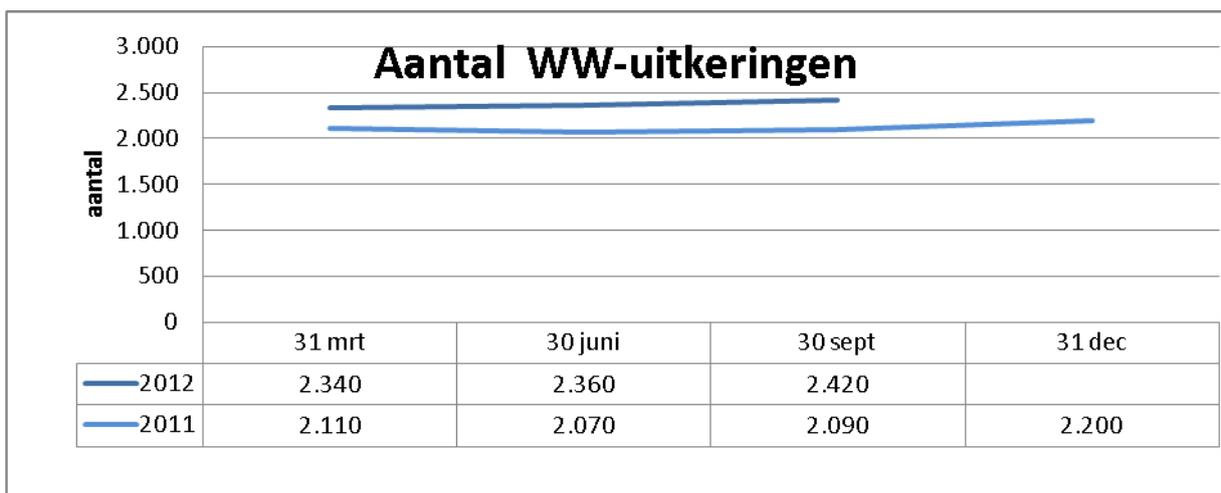 Aantal WW-uitkeringen
3.000
2.500
2.000
1.500
1.000
500
0
aantal
31 mrt 30 juni 30 sept 31 dec
2012 2.340 2.360 2.420
2011 2.110 2.070 2.090 2.200